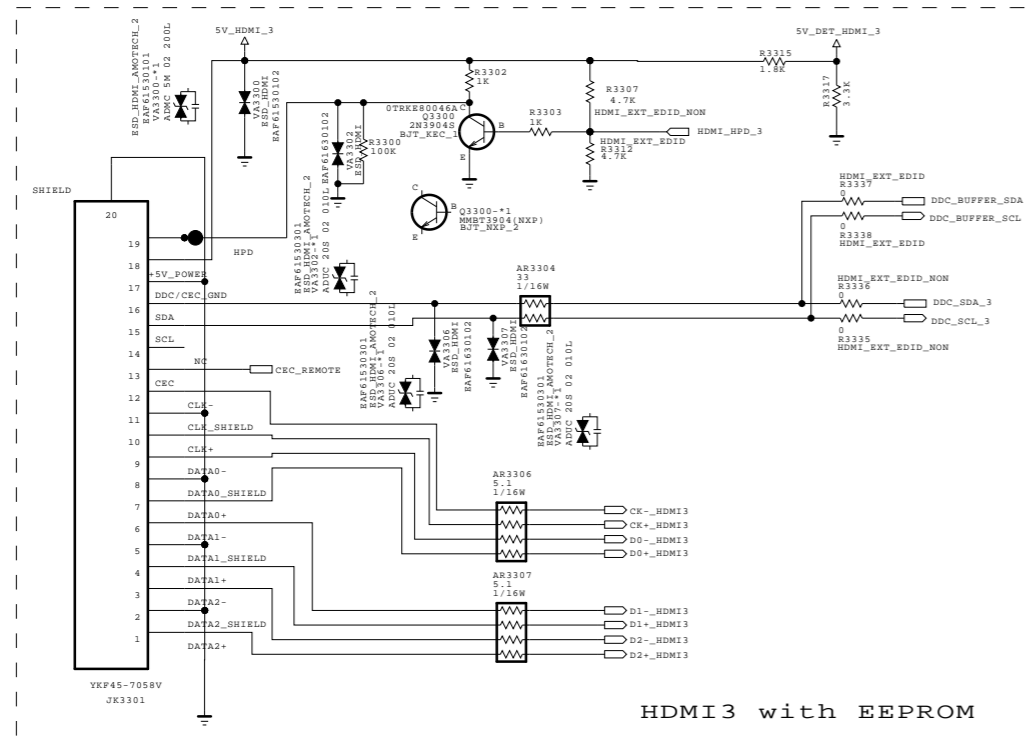 5V_HDMI_3
5V_DET_HDMI_3
ESD_HDMI_AMOTECH_2
EAF61530101
VA3300-*1
ADMC 5M 02 200L
VA3300
ESD_HDMI
EAF61630102
R3302
1K
R3315
1.8K
R3317
3.3K
0TRKE80046A
Q3300
2N3904S
BJT_KEC_1
C
B
E
R3303
1K
R3307
4.7K
HDMI_EXT_EDID_NON
HDMI_HPD_3
HDMI_EXT_EDID
R3312
4.7K
EAF61630102
VA3302
ESD_HDMI
R3300
100K
C
B
E
Q3300-*1
MMBT3904(NXP)
BJT_NXP_2
EAF61530301
ESD_HDMI_AMOTECH_2
VA3302-*1
ADUC 20S 02 010L
HDMI_EXT_EDID
R3337
0
DDC_BUFFER_SDA
DDC_BUFFER_SCL
0
R3338
HDMI_EXT_EDID
SHIELD
20
19
HPD
18
+5V_POWER
17
DDC/CEC_GND
16
SDA
15
SCL
14
NC
13
CEC_REMOTE
CEC
12
CLK-
11
CLK_SHIELD
10
CLK+
9
DATA0-
8
DATA0_SHIELD
7
DATA0+
6
DATA1-
5
DATA1_SHIELD
4
DATA1+
3
DATA2-
2
DATA2_SHIELD
1
DATA2+
YKF45-7058V
JK3301
AR3304
33
1/16W
HDMI_EXT_EDID_NON
R3336
0
DDC_SDA_3
DDC_SCL_3
0
R3335
HDMI_EXT_EDID_NON
EAF61530301
ESD_HDMI_AMOTECH_2
VA3306-*1
ADUC 20S 02 010L
VA3306
ESD_HDMI
EAF61630102
VA3307
ESD_HDMI
EAF61630102
EAF61530301
ESD_HDMI_AMOTECH_2
VA3307-*1
ADUC 20S 02 010L
AR3306
5.1
1/16W
CK-_HDMI3
CK+_HDMI3
D0-_HDMI3
D0+_HDMI3
AR3307
5.1
1/16W
D1-_HDMI3
D1+_HDMI3
D2-_HDMI3
D2+_HDMI3
HDMI3 with EEPROM